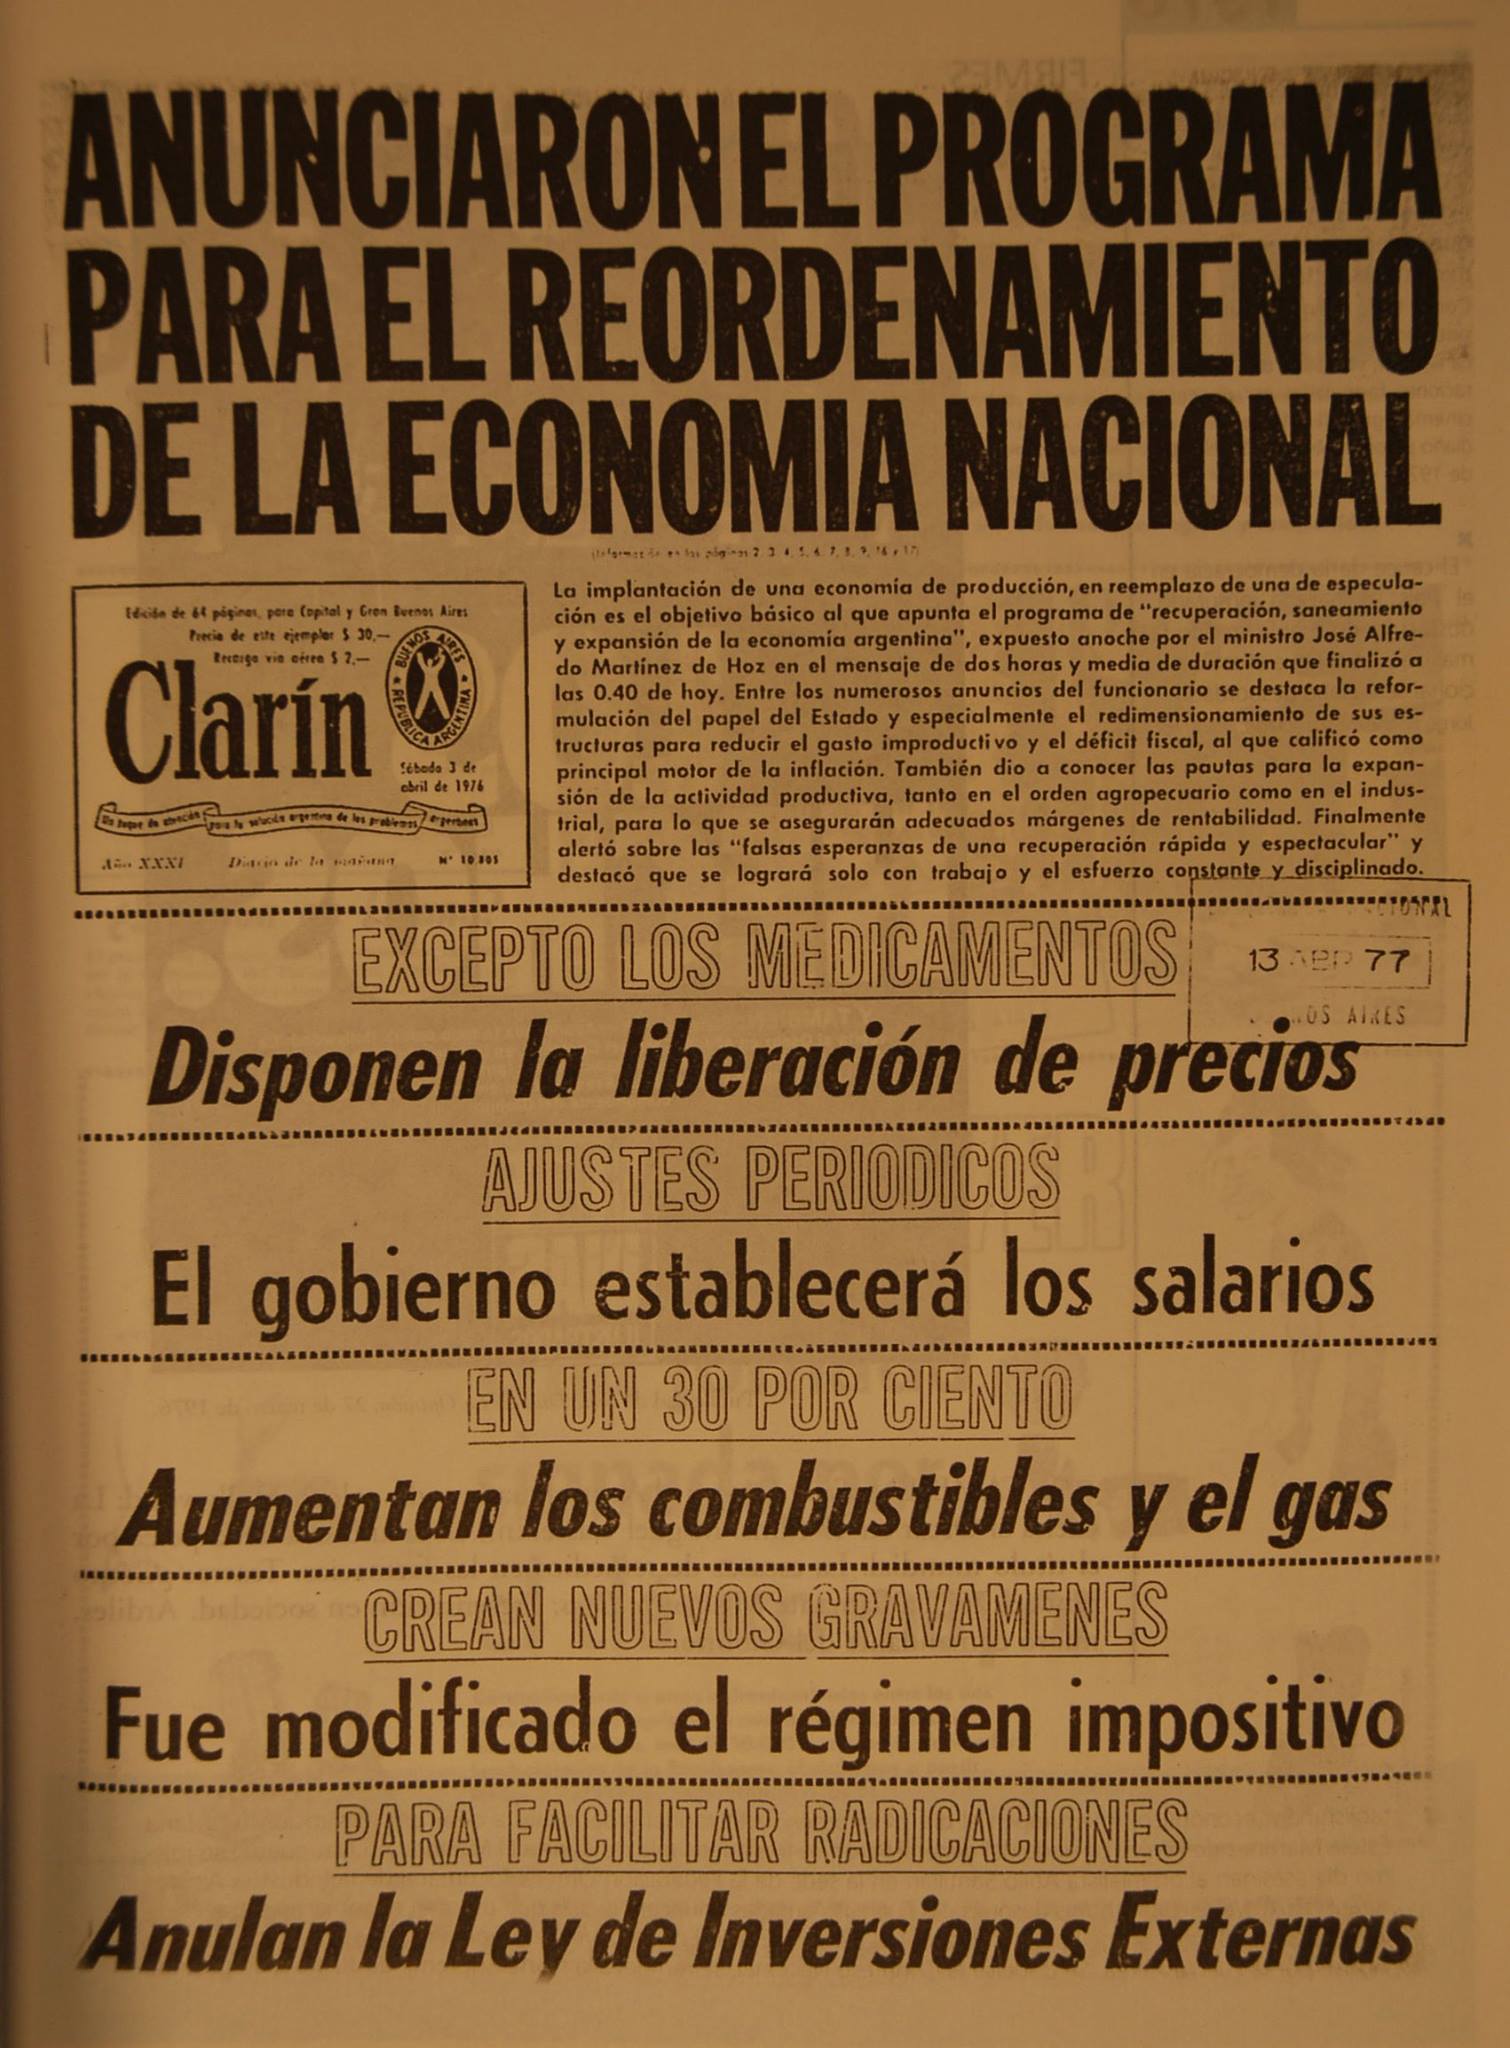 ANUNCIARON EL PROGRAMA
PARA EL REORDENAMIENTO
DE LA ECONOMIA NACIONAL
(Información en las páginas 2, 3, 4, 5, 6, 7, 8, 9, 16 y 17)
Edición de 64 páginas, para Capital y Gran Buenos Aires
Precio de este ejemplar $ 30,—
Recargo vía aérea $ 2,—
Clarín
BUENOS AIRES
REPUBLICA ARGENTINA
Sábado 3 de
abril de 1976
Un toque de atención para la solución argentina de los problemas argentinos
Año XXXI Diario de la mañana Nº 10.805
La implantación de una economía de producción, en reemplazo de una de especula-
ción es el objetivo básico al que apunta el programa de "recuperación, saneamiento
y expansión de la economía argentina", expuesto anoche por el ministro José Alfre-
do Martínez de Hoz en el mensaje de dos horas y media de duración que finalizó a
las 0.40 de hoy. Entre los numerosos anuncios del funcionario se destaca la refor-
mulación del papel del Estado y especialmente el redimensionamiento de sus es-
tructuras para reducir el gasto improductivo y el déficit fiscal, al que calificó como
principal motor de la inflación. También dio a conocer las pautas para la expan-
sión de la actividad productiva, tanto en el orden agropecuario como en el indus-
trial, para lo que se asegurarán adecuados márgenes de rentabilidad. Finalmente
alertó sobre las "falsas esperanzas de una recuperación rápida y espectacular" y
destacó que se logrará solo con trabajo y el esfuerzo constante y disciplinado.
13 ABR 77
AIRES
EXCEPTO LOS MEDICAMENTOS
Disponen la liberación de precios
AJUSTES PERIODICOS
El gobierno establecerá los salarios
EN UN 30 POR CIENTO
Aumentan los combustibles y el gas
CREAN NUEVOS GRAVAMENES
Fue modificado el régimen impositivo
PARA FACILITAR RADICACIONES
Anulan la Ley de Inversiones Externas